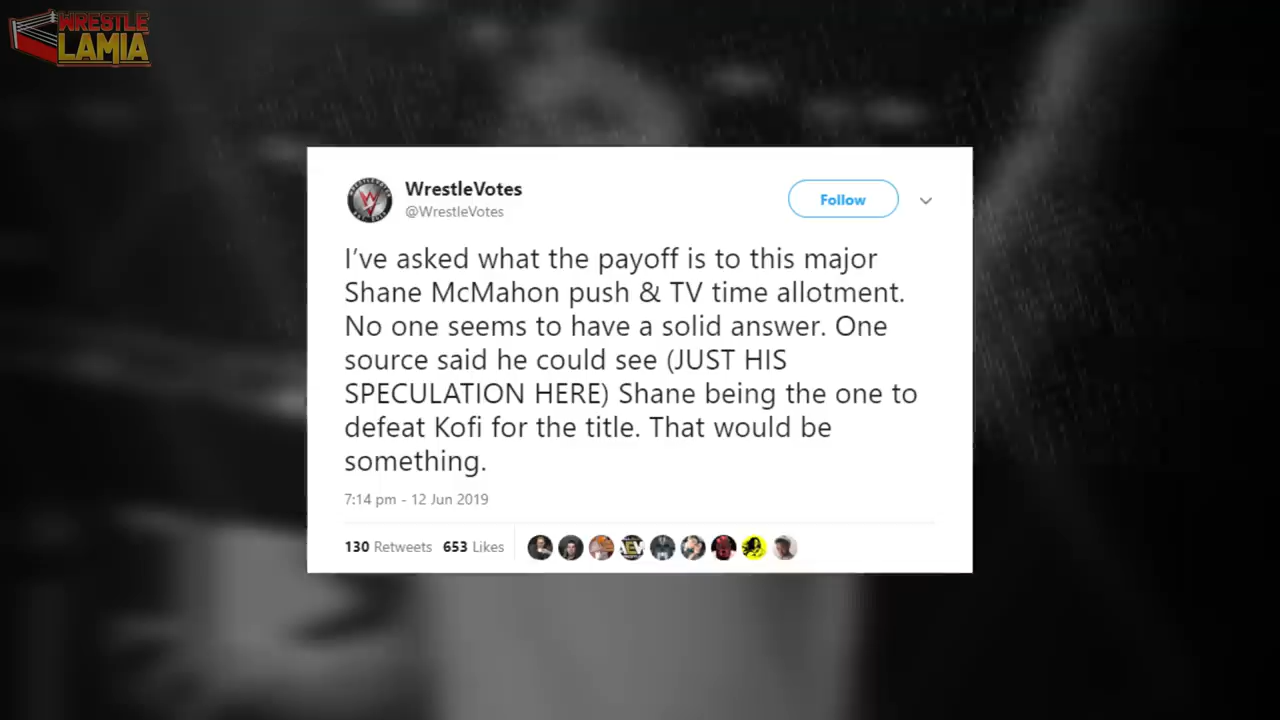 WRESTLE
LAMIA
WrestleVotes
@WrestleVotes
Follow
I’ve asked what the payoff is to this major
Shane McMahon push & TV time allotment.
No one seems to have a solid answer. One
source said he could see (JUST HIS
SPECULATION HERE) Shane being the one to
defeat Kofi for the title. That would be
something.
7:14 pm - 12 Jun 2019
130 Retweets 653 Likes
AEW